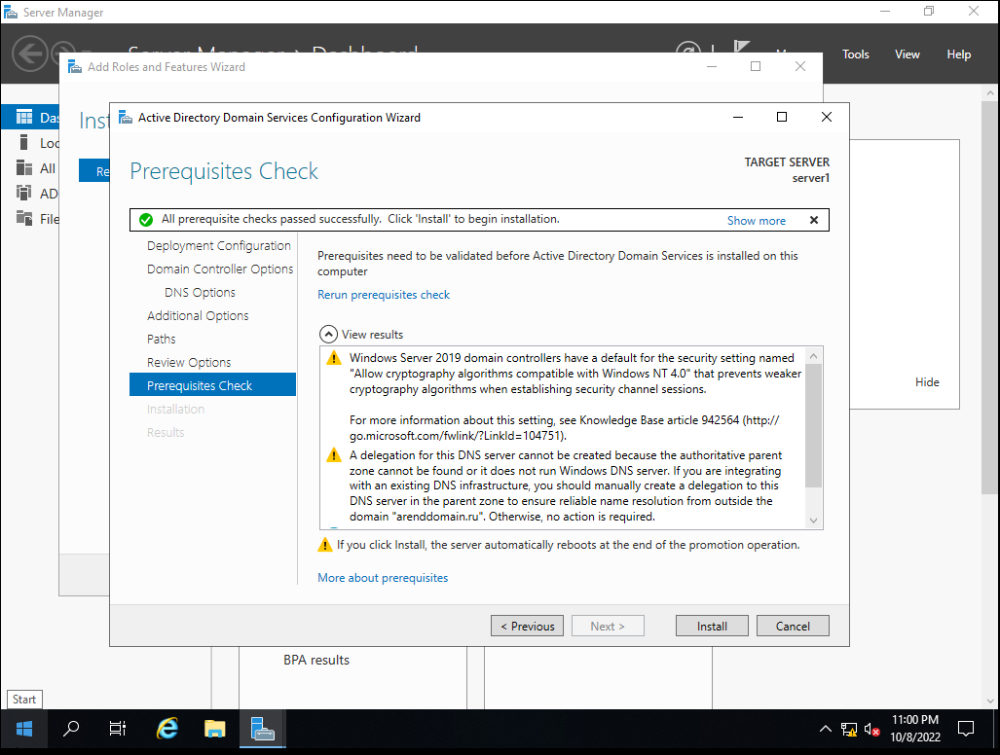 Server Manager
Server Manager › Dashboard
Tools View Help
Add Roles and Features Wizard
Das
Loc
All
AD
File
Inst
Re
Active Directory Domain Services Configuration Wizard
Prerequisites Check
TARGET SERVER
server1
All prerequisite checks passed successfully.  Click 'Install' to begin installation.
Show more
Deployment Configuration
Domain Controller Options
DNS Options
Additional Options
Paths
Review Options
Prerequisites Check
Installation
Results
Prerequisites need to be validated before Active Directory Domain Services is installed on this
computer
Rerun prerequisites check
View results
Windows Server 2019 domain controllers have a default for the security setting named
"Allow cryptography algorithms compatible with Windows NT 4.0" that prevents weaker
cryptography algorithms when establishing security channel sessions.
For more information about this setting, see Knowledge Base article 942564 (http://
go.microsoft.com/fwlink/?LinkId=104751).
A delegation for this DNS server cannot be created because the authoritative parent
zone cannot be found or it does not run Windows DNS server. If you are integrating
with an existing DNS infrastructure, you should manually create a delegation to this
DNS server in the parent zone to ensure reliable name resolution from outside the
domain "arenddomain.ru". Otherwise, no action is required.
If you click Install, the server automatically reboots at the end of the promotion operation.
More about prerequisites
< Previous
Next >
Install
Cancel
Hide
BPA results
Start
11:00 PM
10/8/2022